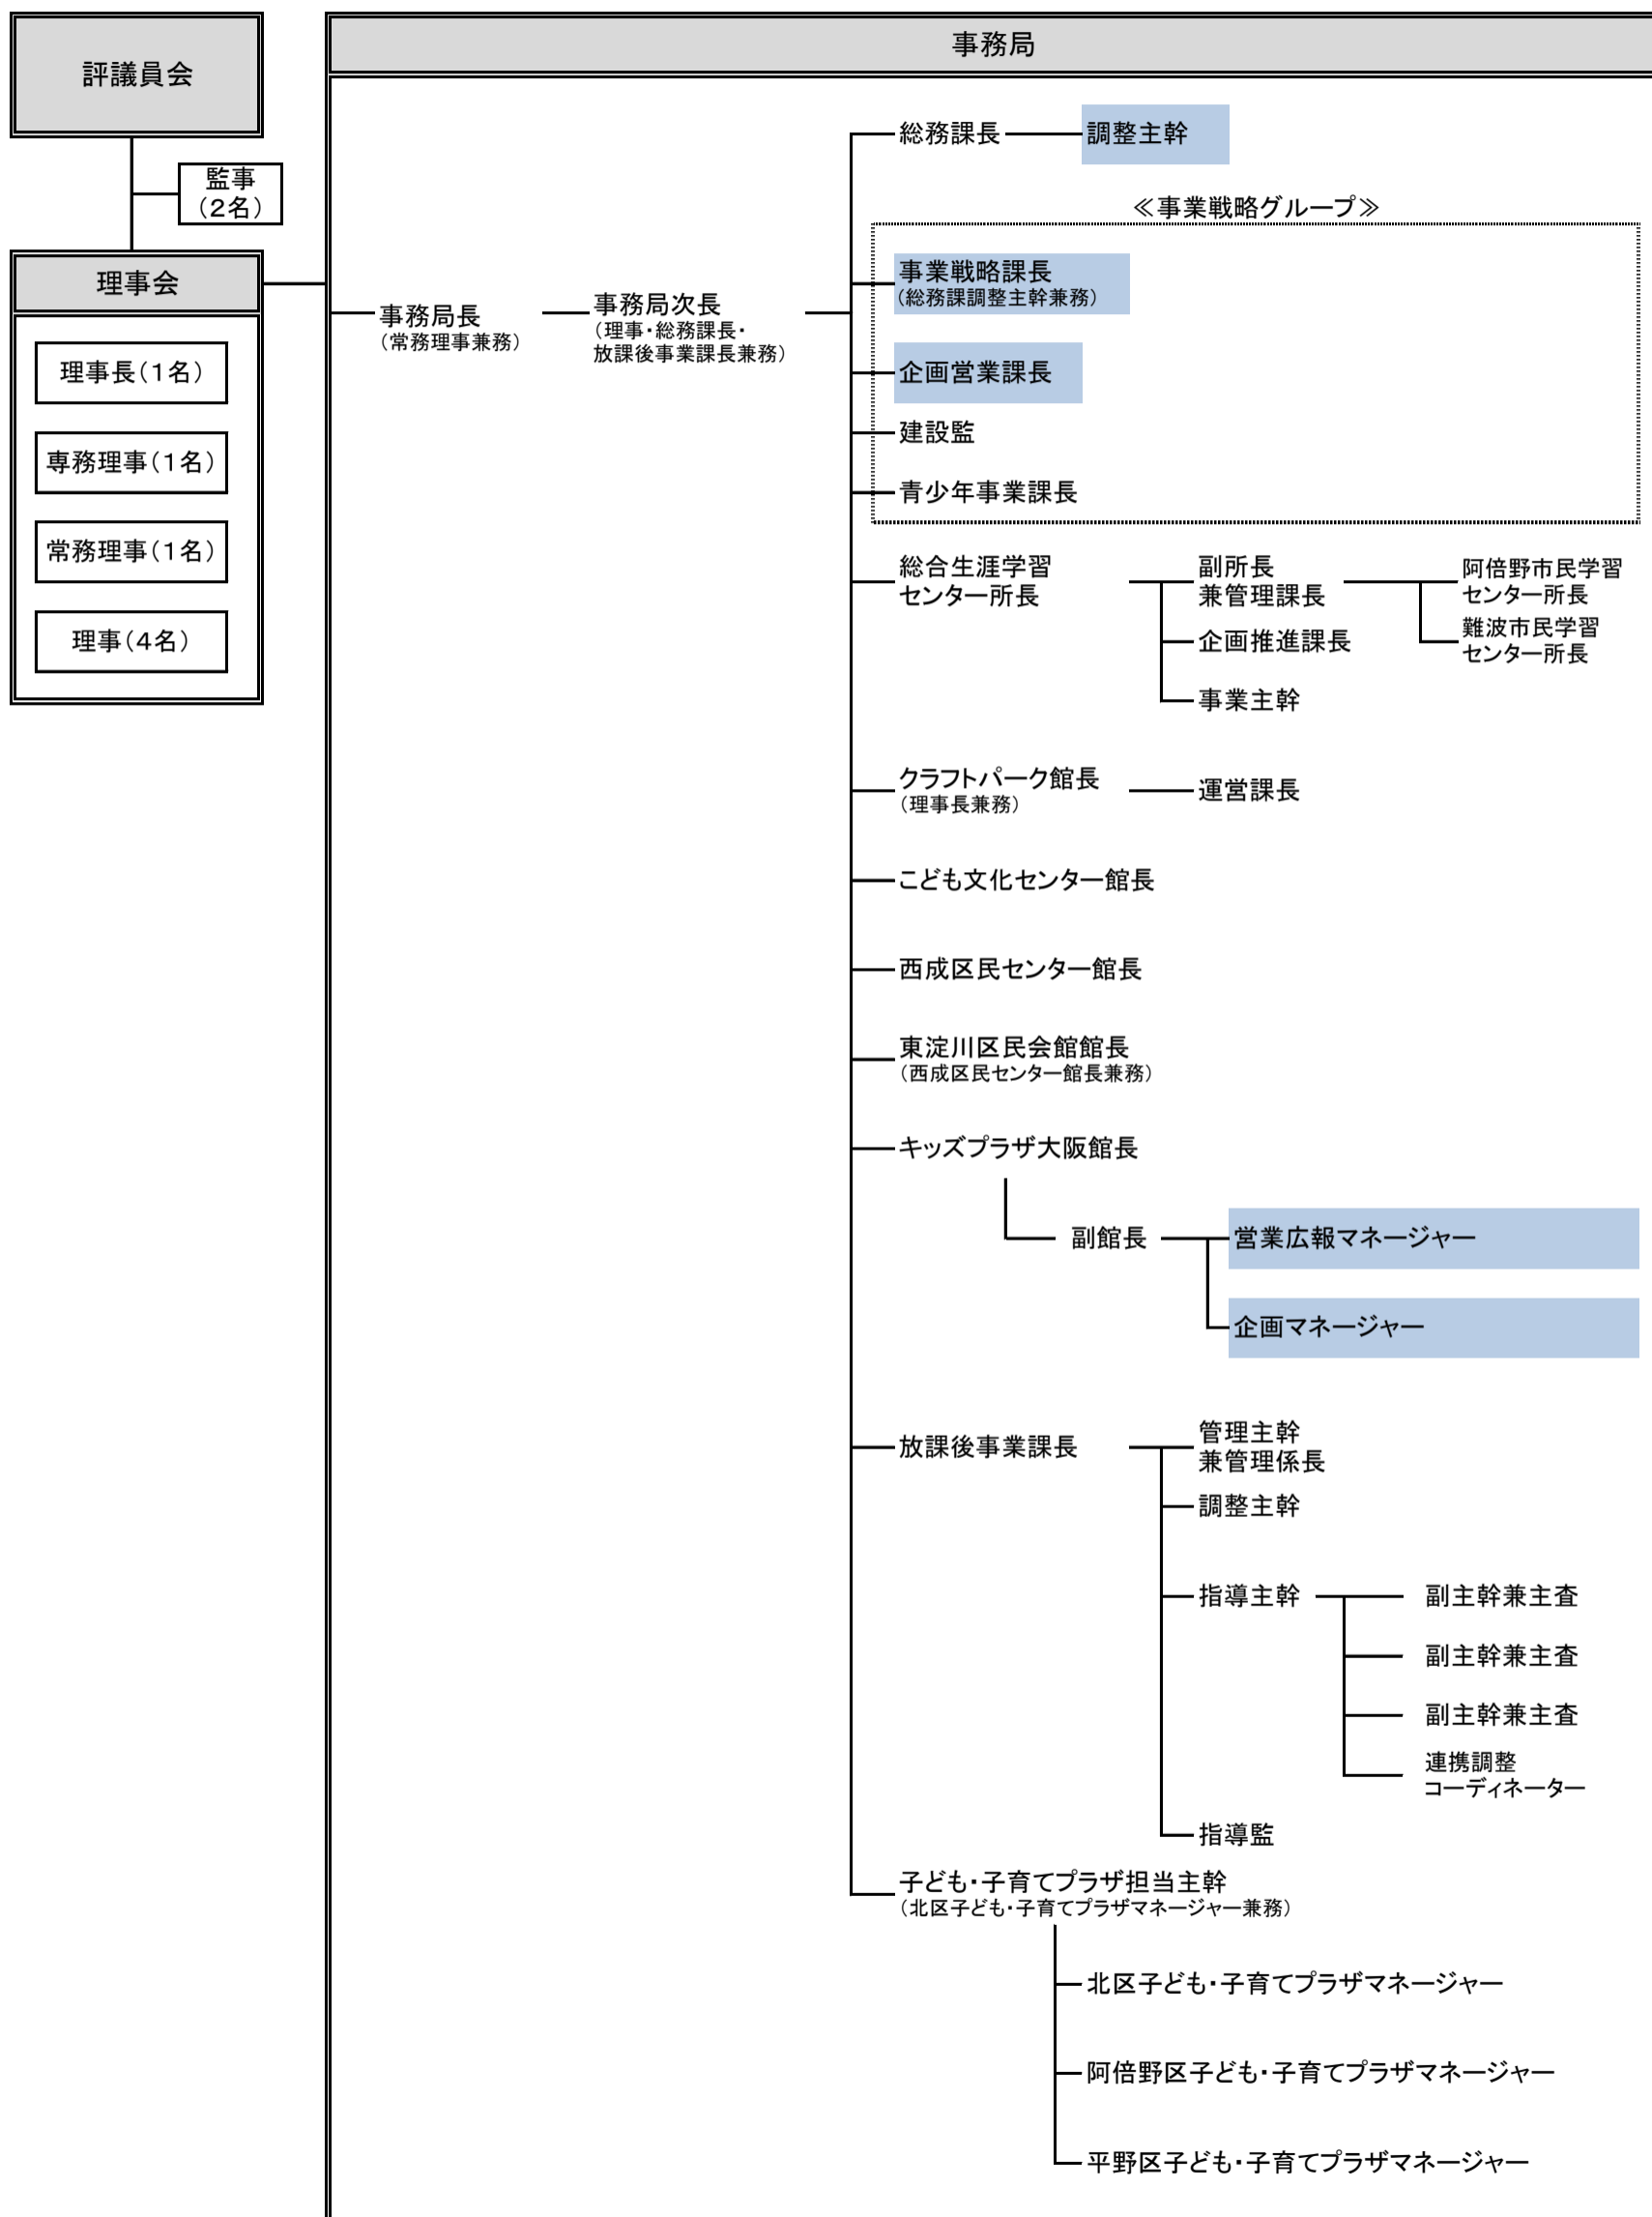 評議員会
監事
（2名）
理事会
理事長（1名）
専務理事（1名）
常務理事（1名）
理事（4名）
事務局
事務局長
（常務理事兼務）
事務局次長
（理事・総務課長・
放課後事業課長兼務）
総務課長
調整主幹
≪事業戦略グループ≫
事業戦略課長
（総務課調整主幹兼務）
企画営業課長
建設監
青少年事業課長
総合生涯学習
センター所長
副所長
兼管理課長
阿倍野市民学習
センター所長
難波市民学習
センター所長
企画推進課長
事業主幹
クラフトパーク館長
（理事長兼務）
運営課長
こども文化センター館長
西成区民センター館長
東淀川区民会館館長
（西成区民センター館長兼務）
キッズプラザ大阪館長
副館長
営業広報マネージャー
企画マネージャー
放課後事業課長
管理主幹
兼管理係長
調整主幹
指導主幹
副主幹兼主査
副主幹兼主査
副主幹兼主査
連携調整
コーディネーター
指導監
子ども・子育てプラザ担当主幹
（北区子ども・子育てプラザマネージャー兼務）
北区子ども・子育てプラザマネージャー
阿倍野区子ども・子育てプラザマネージャー
平野区子ども・子育てプラザマネージャー